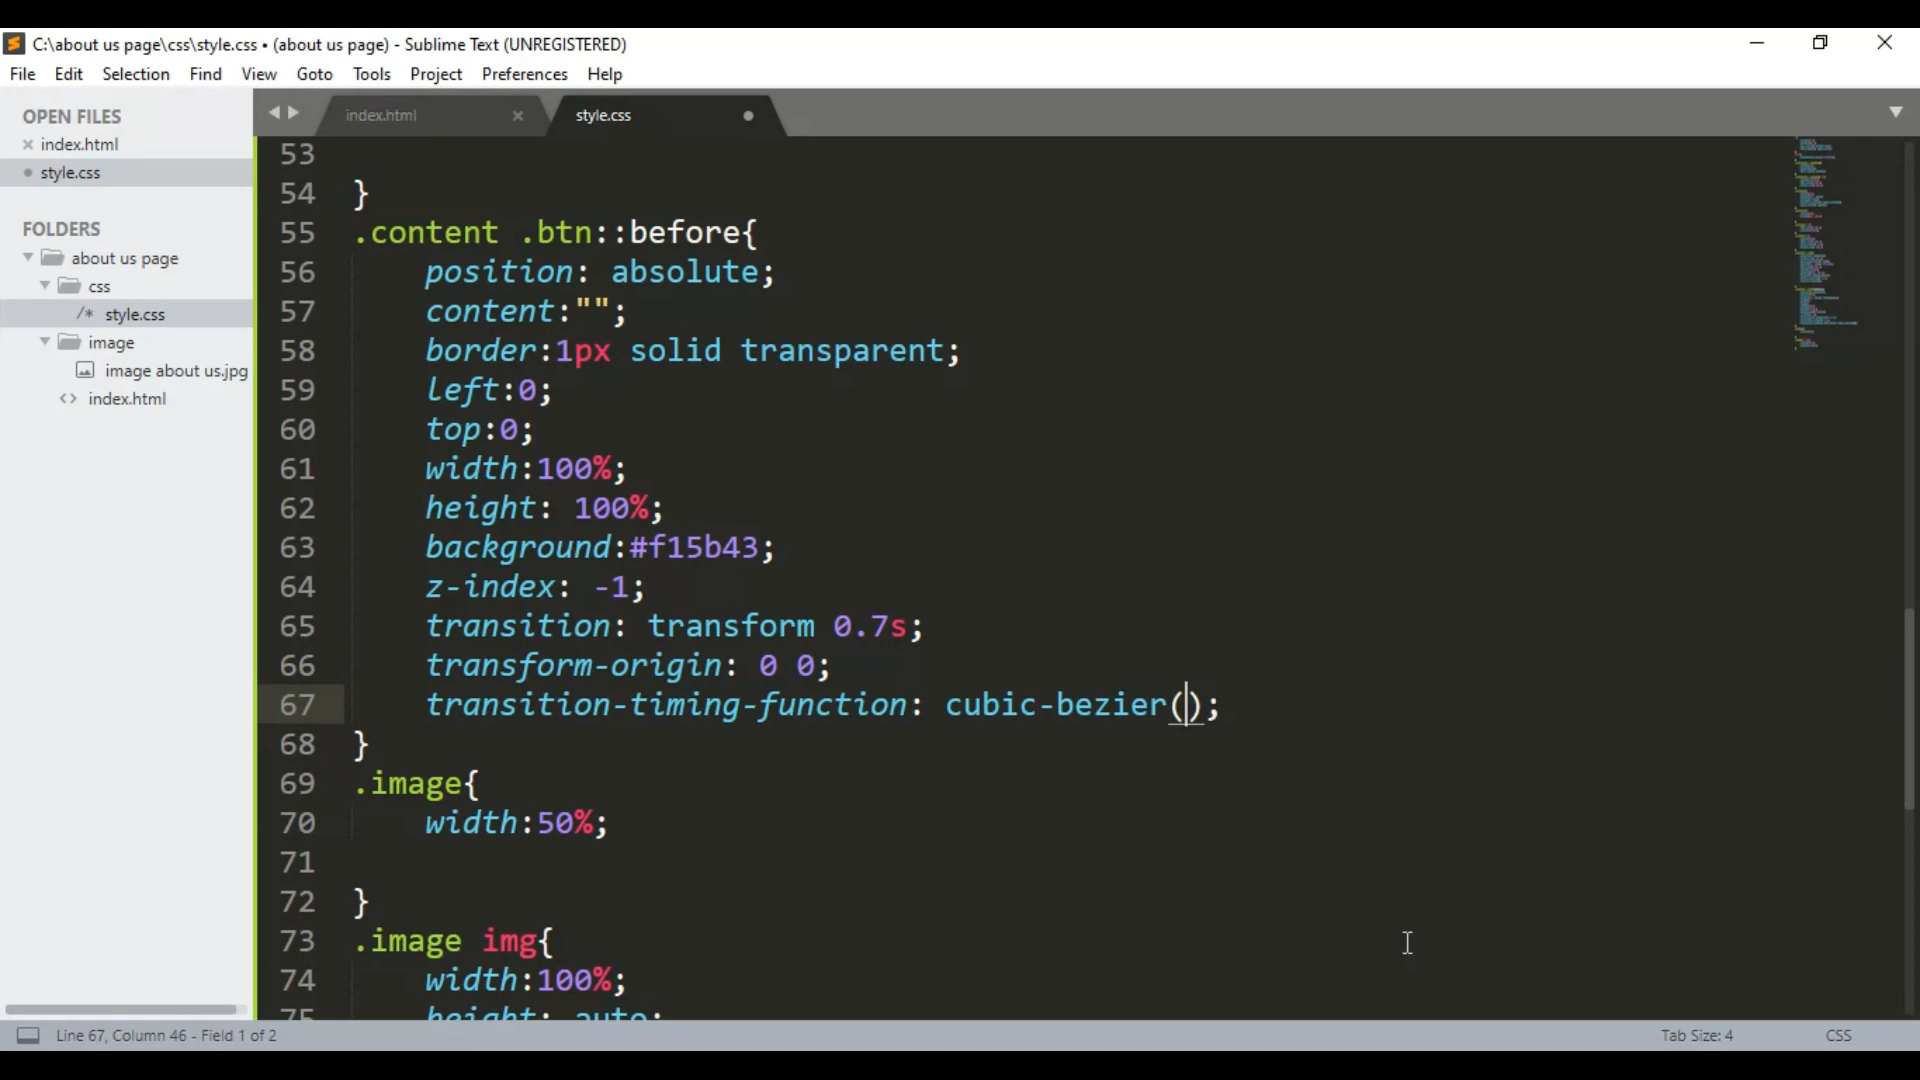 C:\about us page\css\style.css • (about us page) - Sublime Text (UNREGISTERED)
File Edit Selection Find View Goto Tools Project Preferences Help
OPEN FILES
index.html
style.css
FOLDERS
about us page
css
/* style.css
image
image about us.jpg
<> index.html
index.html style.css
53
54 }
55 .content .btn::before{
56 position: absolute;
57 content:"";
58 border:1px solid transparent;
59 left:0;
60 top:0;
61 width:100%;
62 height: 100%;
63 background:#f15b43;
64 z-index: -1;
65 transition: transform 0.7s;
66 transform-origin: 0 0;
67 transition-timing-function: cubic-bezier();
68 }
69 .image{
70 width:50%;
71
72 }
73 .image img{
74 width:100%;
75 height: auto;
Line 67, Column 46 - Field 1 of 2 Tab Size: 4 CSS